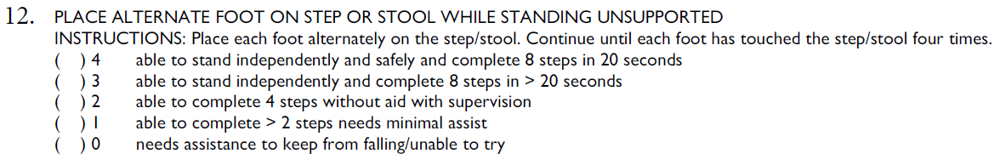 12. PLACE ALTERNATE FOOT ON STEP OR STOOL WHILE STANDING UNSUPPORTED
INSTRUCTIONS: Place each foot alternately on the step/stool. Continue until each foot has touched the step/stool four times.
( ) 4 able to stand independently and safely and complete 8 steps in 20 seconds
( ) 3 able to stand independently and complete 8 steps in > 20 seconds
( ) 2 able to complete 4 steps without aid with supervision
( ) 1 able to complete > 2 steps needs minimal assist
( ) 0 needs assistance to keep from falling/unable to try